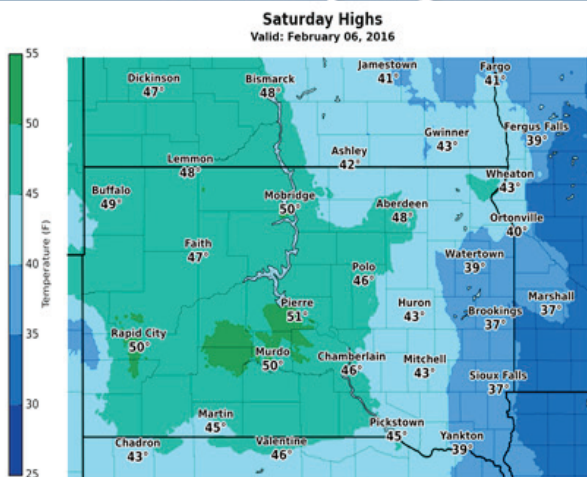 Saturday Highs
Valid: February 06, 2016
55
50
45
40
35
30
25
Temperature (F)
Dickinson
47°
Bismarck
48°
Jamestown
41°
Fargo
41°
Gwinner
43°
Fergus Falls
39°
Lemmon
48°
Ashley
42°
Wheaton
43°
Buffalo
49°
Mobridge
50°
Aberdeen
48°
Ortonville
40°
Faith
47°
Polo
46°
Watertown
39°
Pierre
51°
Huron
43°
Brookings
37°
Marshall
37°
Rapid City
50°
Murdo
50°
Chamberlain
46°
Mitchell
43°
Sioux Falls
37°
Martin
45°
Pickstown
45°
Chadron
43°
Valentine
46°
Yankton
39°